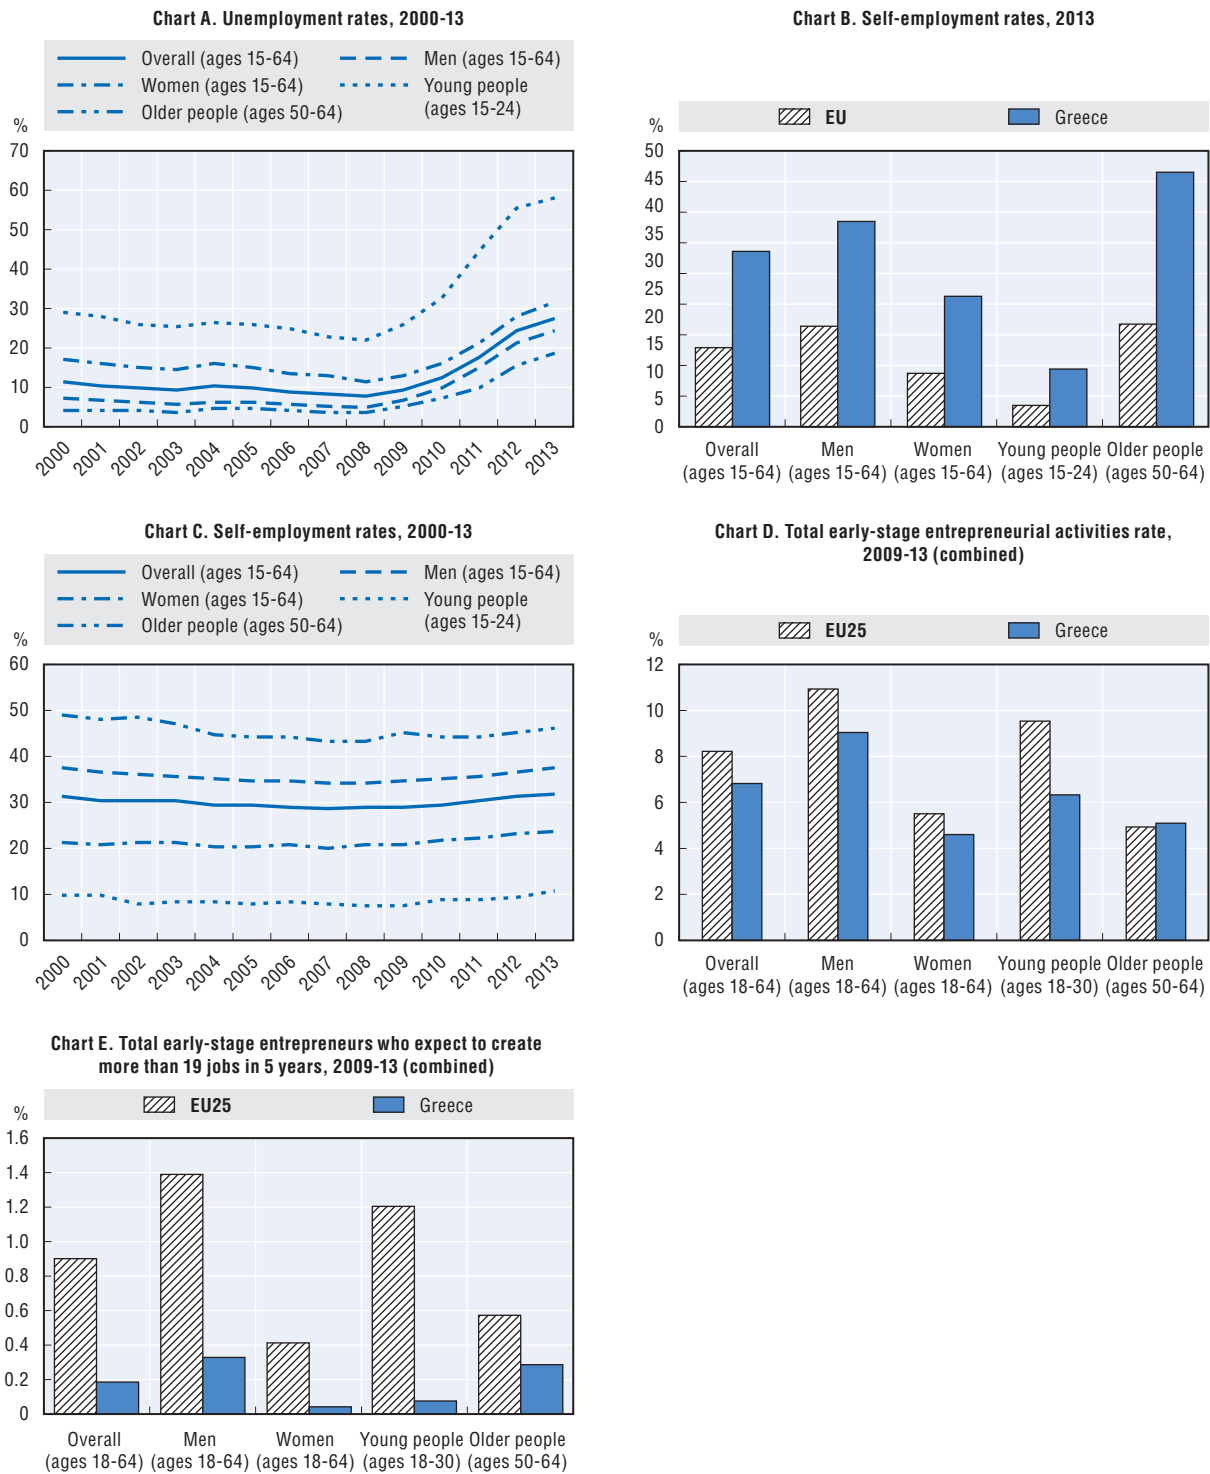 Chart A. Unemployment rates, 2000-13
Overall (ages 15-64)
Men (ages 15-64)
Women (ages 15-64)
Young people
(ages 15-24)
Older people (ages 50-64)
%
70
60
50
40
30
20
10
0
2000
2001
2002
2003
2004
2005
2006
2007
2008
2009
2010
2011
2012
2013
Chart B. Self-employment rates, 2013
EU
Greece
%
50
45
40
35
30
25
20
15
10
5
0
Overall
(ages 15-64)
Men
(ages 15-64)
Women
(ages 15-64)
Young people
(ages 15-24)
Older people
(ages 50-64)
Chart C. Self-employment rates, 2000-13
Overall (ages 15-64)
Men (ages 15-64)
Women (ages 15-64)
Young people
(ages 15-24)
Older people (ages 50-64)
%
60
50
40
30
20
10
0
2000
2001
2002
2003
2004
2005
2006
2007
2008
2009
2010
2011
2012
2013
Chart D. Total early-stage entrepreneurial activities rate,
2009-13 (combined)
EU25
Greece
%
12
10
8
6
4
2
0
Overall
(ages 18-64)
Men
(ages 18-64)
Women
(ages 18-64)
Young people
(ages 18-30)
Older people
(ages 50-64)
Chart E. Total early-stage entrepreneurs who expect to create
more than 19 jobs in 5 years, 2009-13 (combined)
EU25
Greece
%
1.6
1.4
1.2
1.0
0.8
0.6
0.4
0.2
0
Overall
(ages 18-64)
Men
(ages 18-64)
Women
(ages 18-64)
Young people
(ages 18-30)
Older people
(ages 50-64)